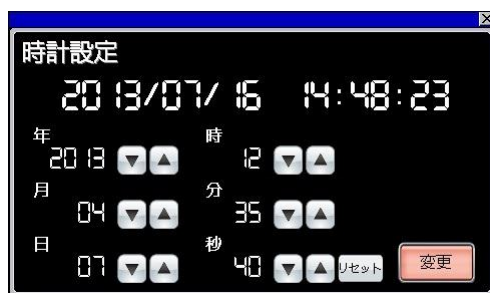 時計設定
2013/07/16 14:48:23
年 時
2013 ▼ ▲ 12 ▼ ▲
月 分
04 ▼ ▲ 35 ▼ ▲
日 秒
07 ▼ ▲ 40 ▼ ▲ リセット 変更